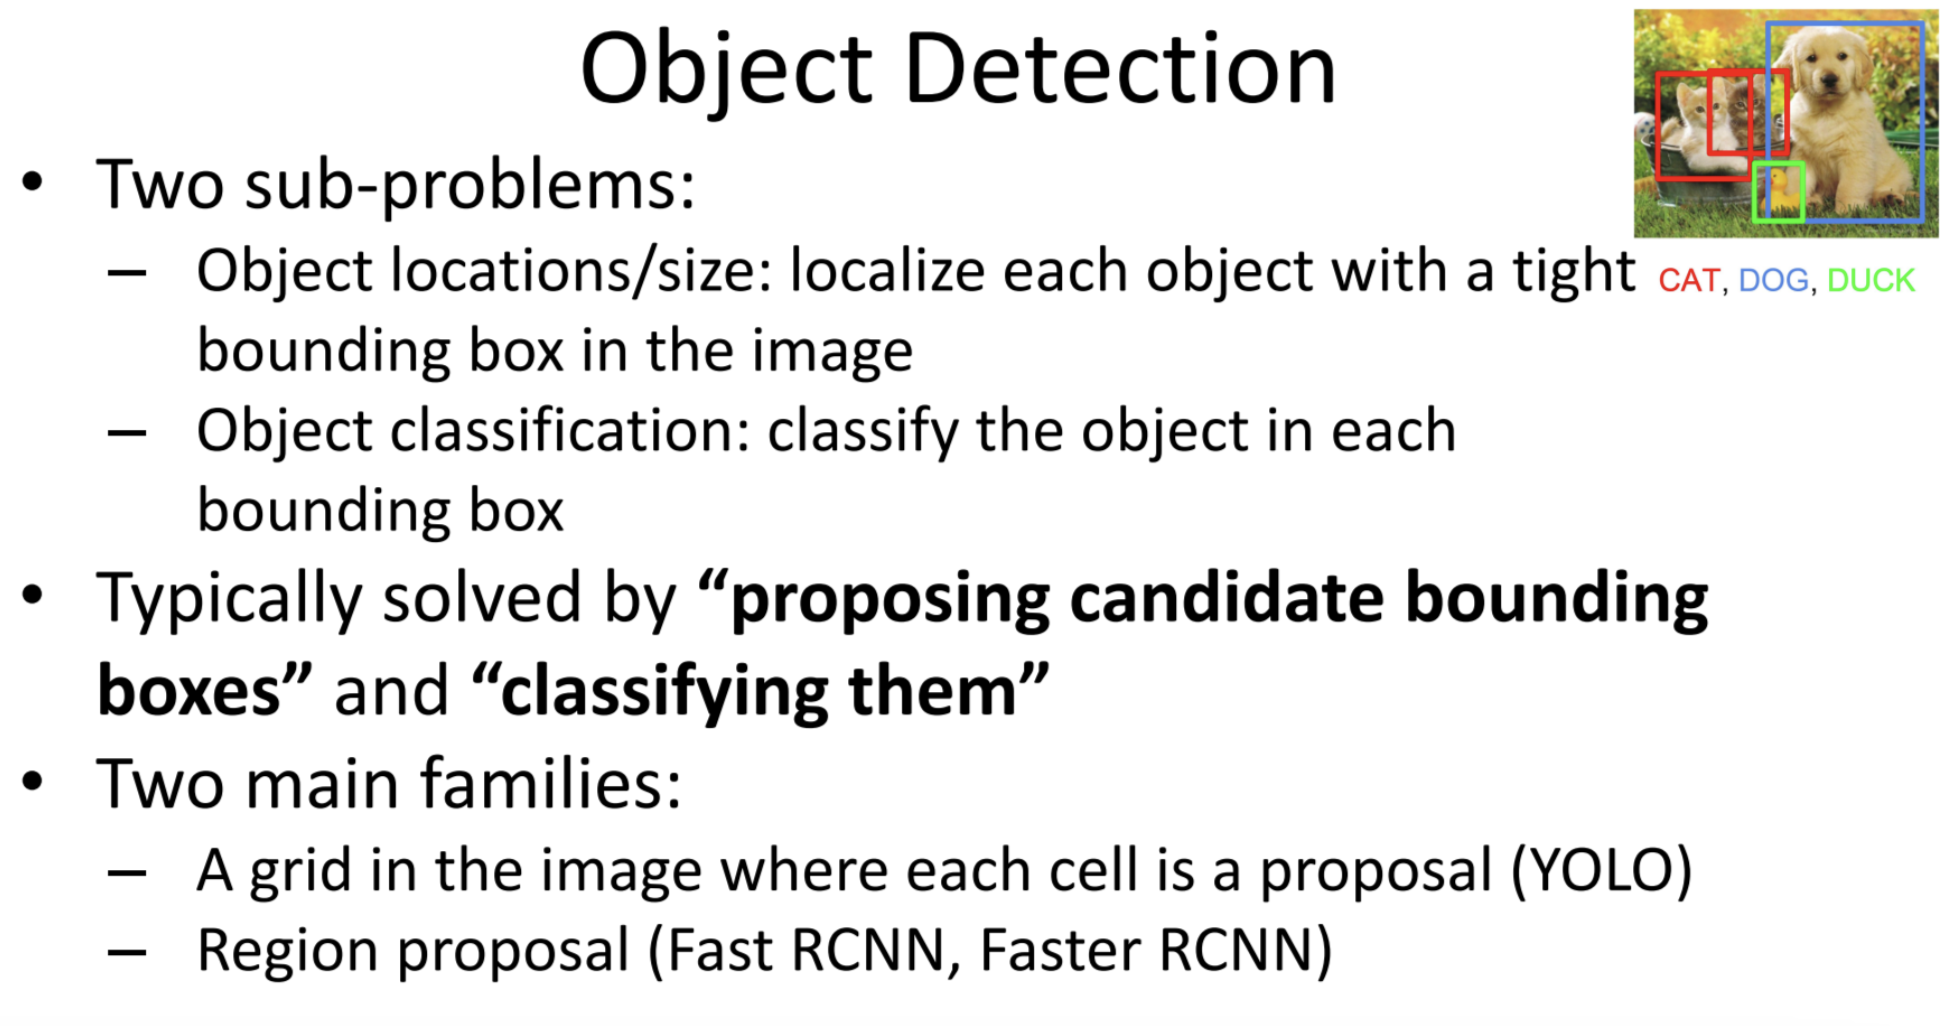 Object Detection
• Two sub-problems:
– Object locations/size: localize each object with a tight
bounding box in the image
CAT, DOG, DUCK
– Object classification: classify the object in each
bounding box
• Typically solved by “proposing candidate bounding
boxes” and “classifying them”
• Two main families:
– A grid in the image where each cell is a proposal (YOLO)
– Region proposal (Fast RCNN, Faster RCNN)